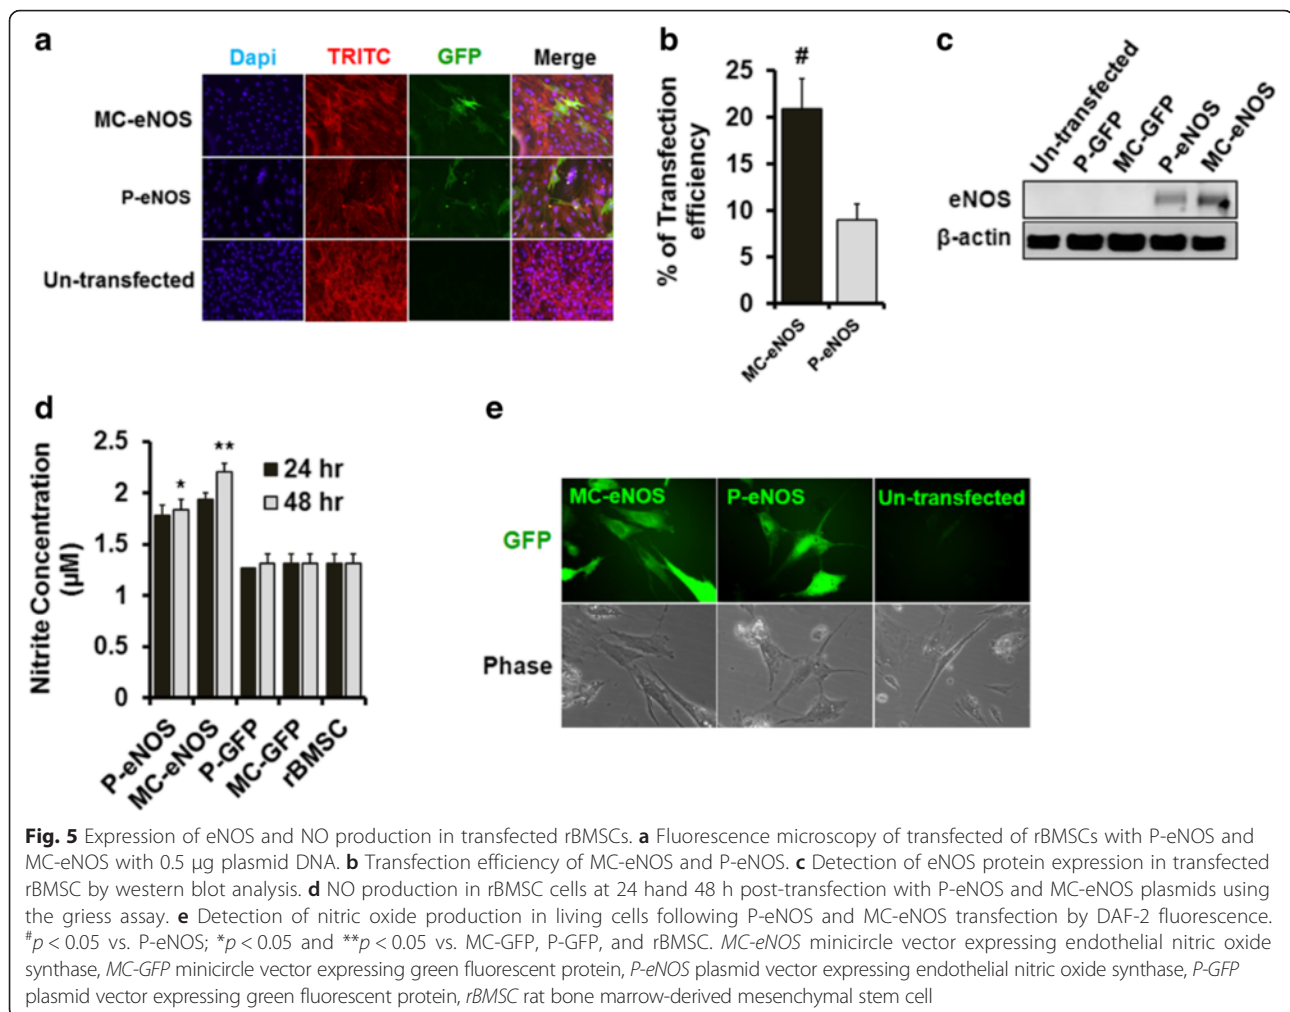 a
Dapi TRITC GFP Merge
MC-eNOS
P-eNOS
Un-transfected
b
#
% of Transfection efficiency
25
20
15
10
5
0
MC-eNOS
P-eNOS
c
Un-transfected
P-GFP
MC-GFP
P-eNOS
MC-eNOS
eNOS
β-actin
d
Nitrite Concentration
(µM)
2.5
2
1.5
1
0.5
0
*
**
24 hr
48 hr
P-eNOS
MC-eNOS
P-GFP
MC-GFP
rBMSC
e
MC-eNOS P-eNOS Un-transfected
GFP
Phase
Fig. 5 Expression of eNOS and NO production in transfected rBMSCs. a Fluorescence microscopy of transfected of rBMSCs with P-eNOS and
MC-eNOS with 0.5 µg plasmid DNA. b Transfection efficiency of MC-eNOS and P-eNOS. c Detection of eNOS protein expression in transfected
rBMSC by western blot analysis. d NO production in rBMSC cells at 24 hand 48 h post-transfection with P-eNOS and MC-eNOS plasmids using
the griess assay. e Detection of nitric oxide production in living cells following P-eNOS and MC-eNOS transfection by DAF-2 fluorescence.
#p < 0.05 vs. P-eNOS; *p < 0.05 and **p < 0.05 vs. MC-GFP, P-GFP, and rBMSC. MC-eNOS minicircle vector expressing endothelial nitric oxide
synthase, MC-GFP minicircle vector expressing green fluorescent protein, P-eNOS plasmid vector expressing endothelial nitric oxide synthase, P-GFP
plasmid vector expressing green fluorescent protein, rBMSC rat bone marrow-derived mesenchymal stem cell